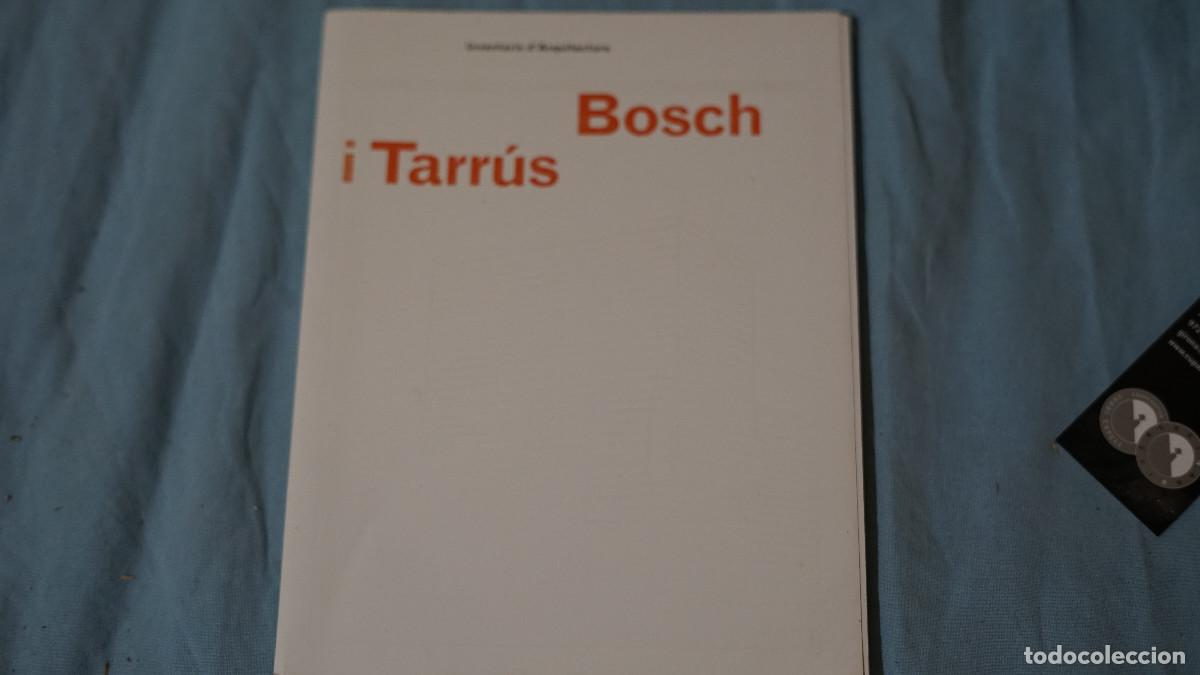 Inventaris d'Arquitectura
Bosch
i Tarrús
todocoleccion